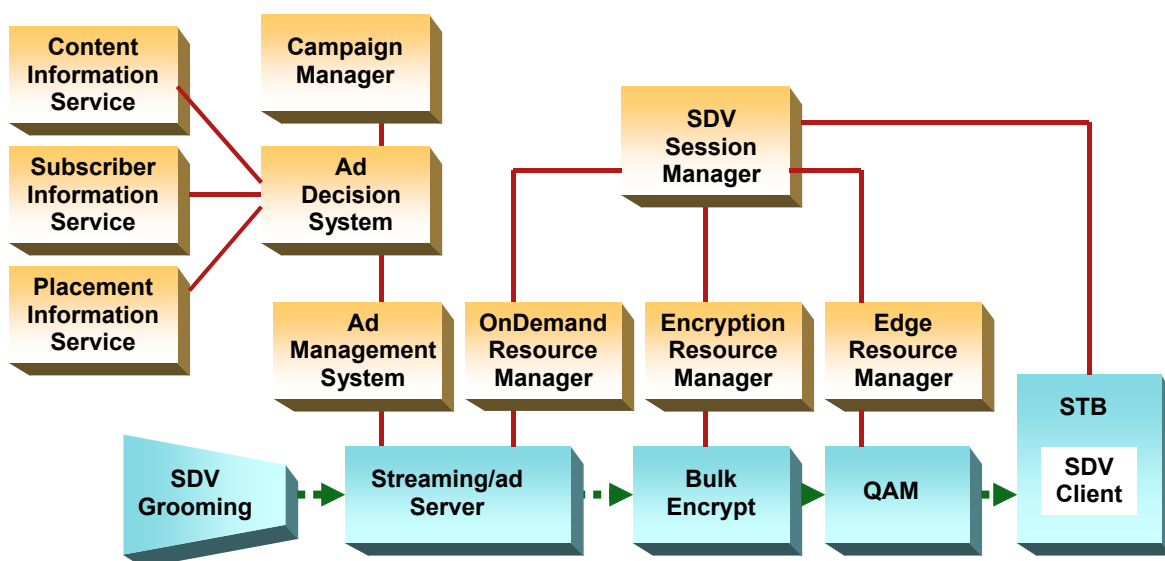 Content
Information
Service
Campaign
Manager
SDV
Session
Manager
Subscriber
Information
Service
Ad
Decision
System
Placement
Information
Service
Ad
Management
System
OnDemand
Resource
Manager
Encryption
Resource
Manager
Edge
Resource
Manager
SDV
Grooming
Streaming/ad
Server
Bulk
Encrypt
QAM
STB
SDV
Client